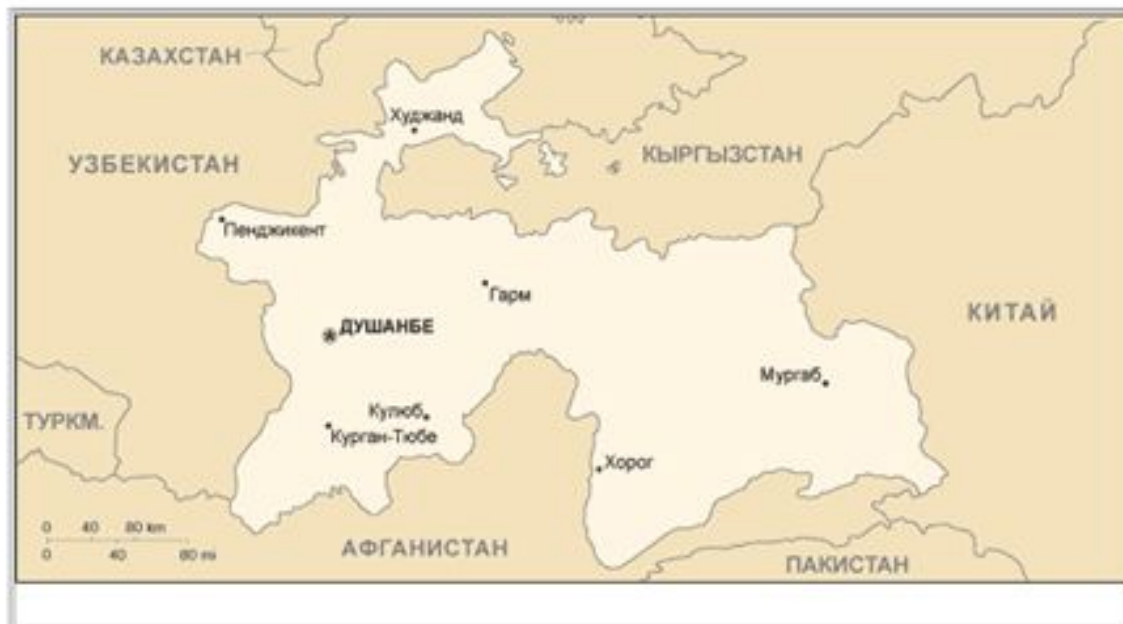 КАЗАХСТАН
Худжанд
УЗБЕКИСТАН
КЫРГЫЗСТАН
Пенджикент
Гарм
КИТАЙ
ДУШАНБЕ
Мургаб
ТУРКМ.
Кулюб
Курган-Тюбе
Хорог
0 40 80 km
0 40 80 mi
АФГАНИСТАН
ПАКИСТАН